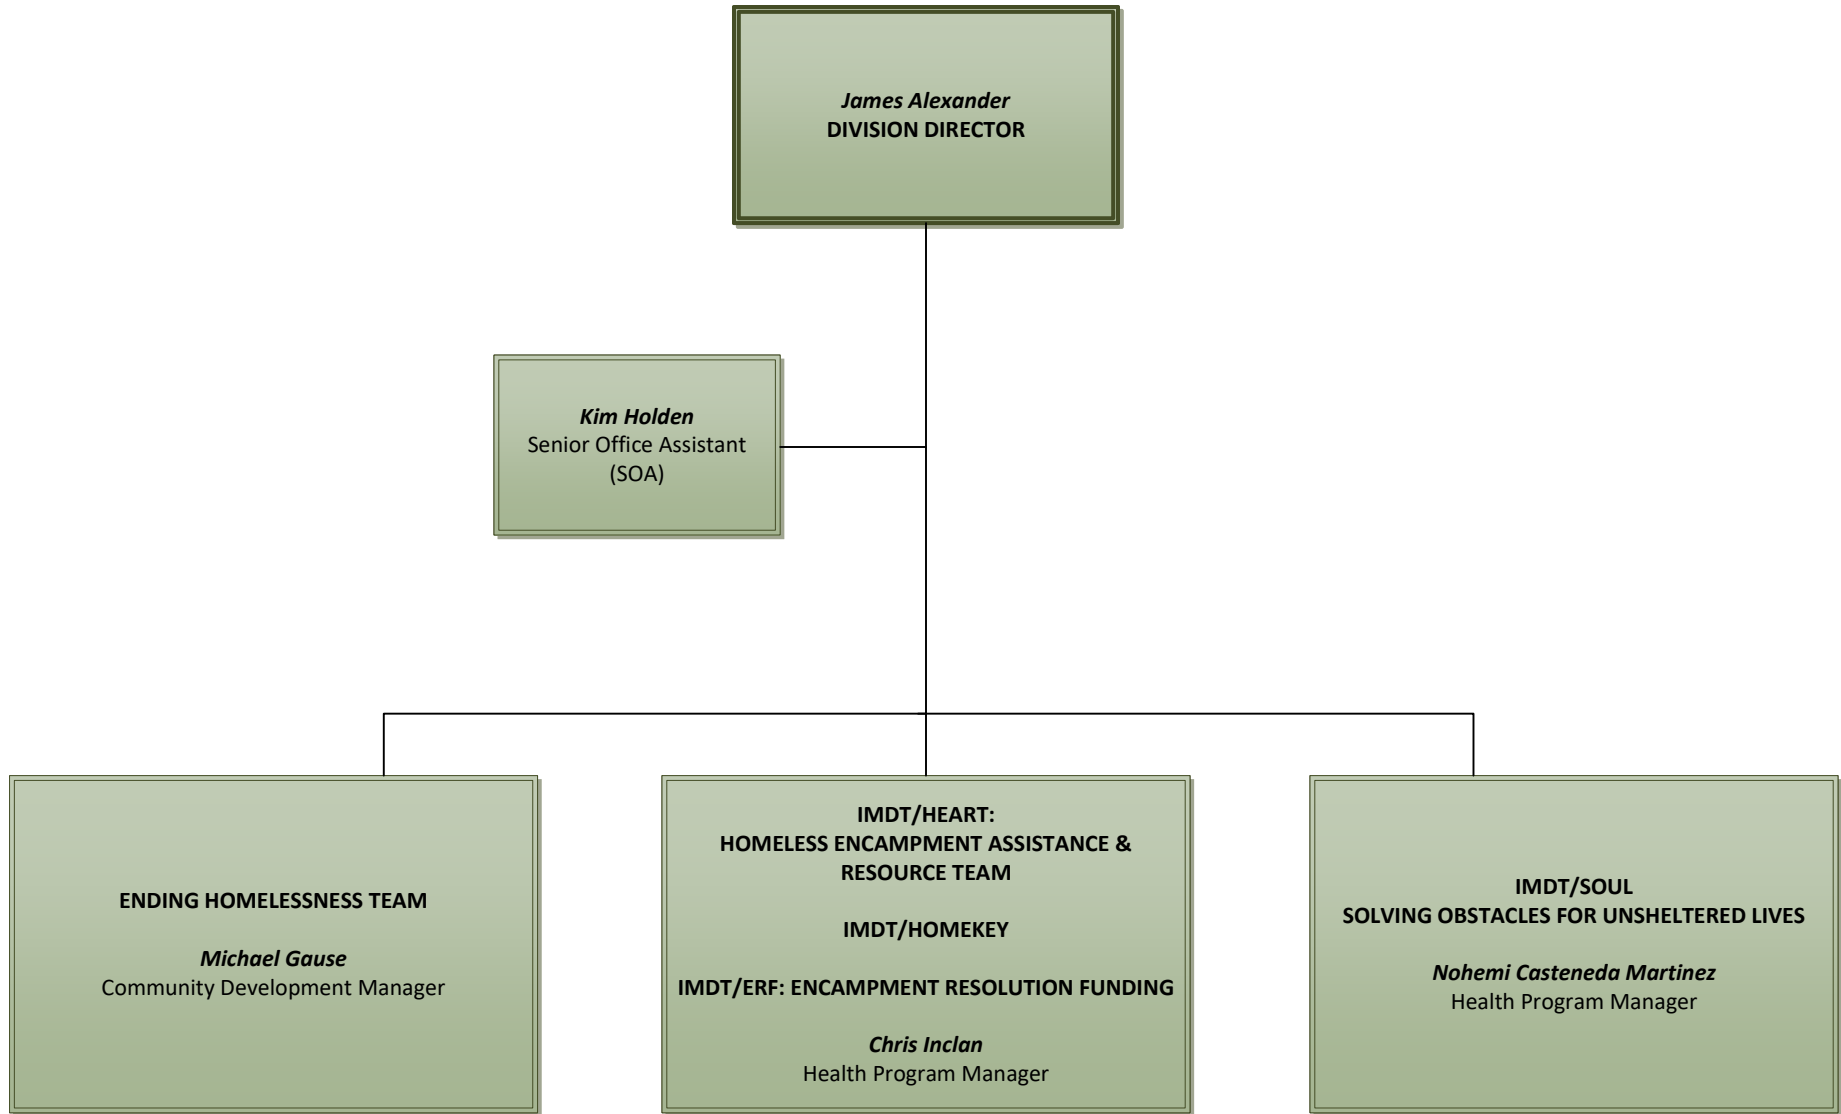 James Alexander
DIVISION DIRECTOR
Kim Holden
Senior Office Assistant
(SOA)
ENDING HOMELESSNESS TEAM
Michael Gause
Community Development Manager
IMDT/HEART:
HOMELESS ENCAMPMENT ASSISTANCE &
RESOURCE TEAM
IMDT/HOMEKEY
IMDT/ERF: ENCAMPMENT RESOLUTION FUNDING
Chris Inclan
Health Program Manager
IMDT/SOUL
SOLVING OBSTACLES FOR UNSHELTERED LIVES
Nohemi Casteneda Martinez
Health Program Manager